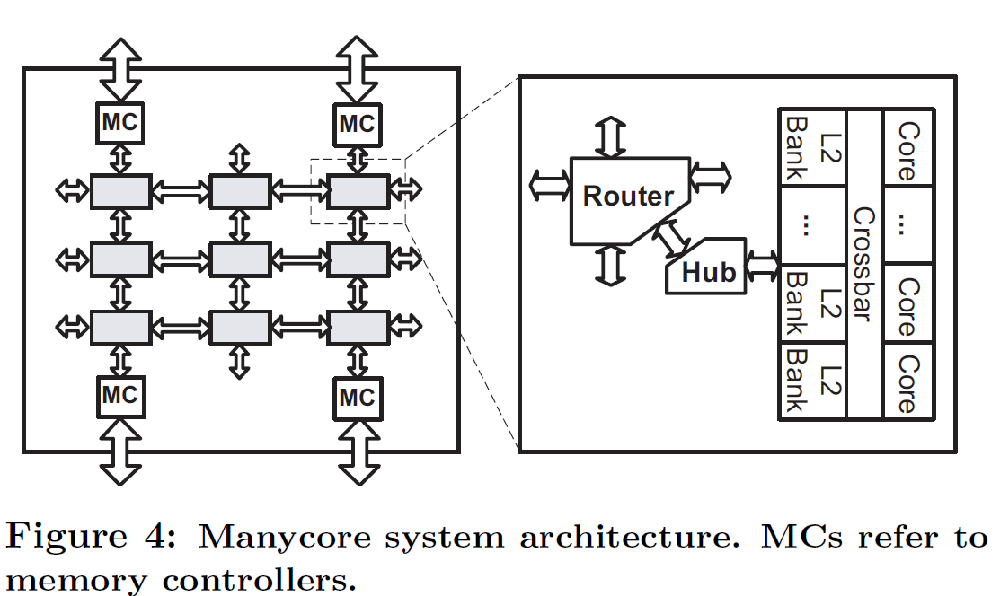 MC
MC
MC
MC
Router
Hub
L2
Bank
...
L2
Bank
L2
Bank
Crossbar
Core
...
Core
Core
Figure 4: Manycore system architecture. MCs refer to
memory controllers.